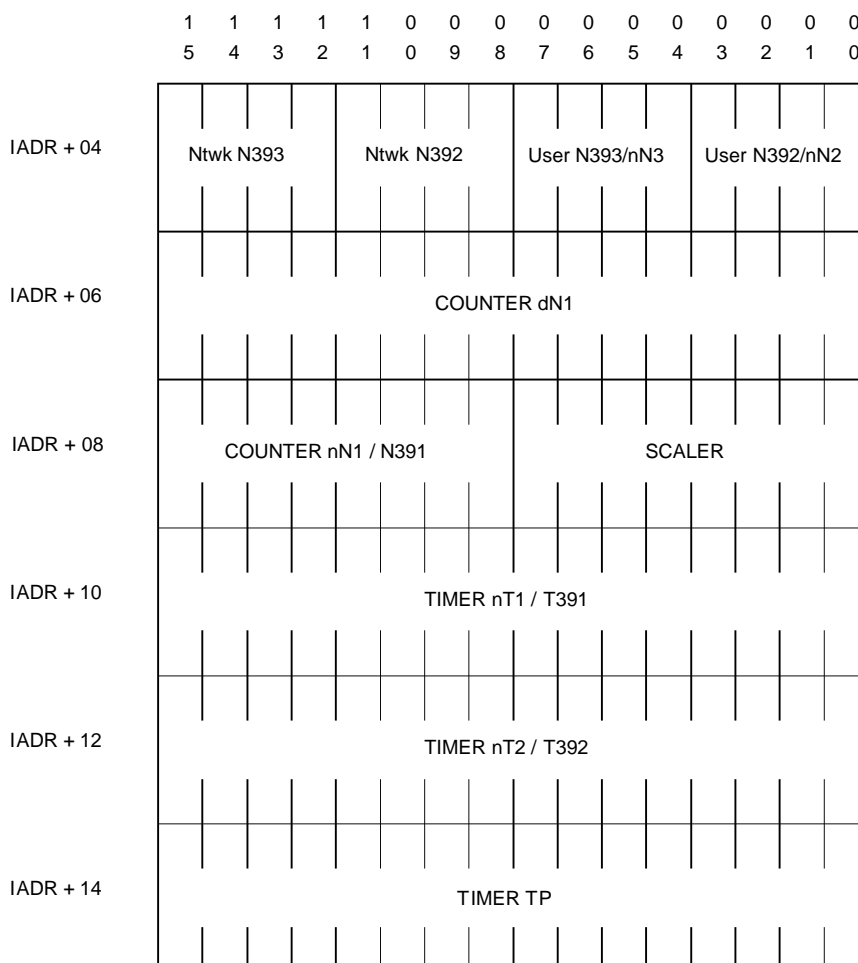 1 1 1 1 1 0 0 0 0 0 0 0 0 0 0 0
5 4 3 2 1 0 9 8 7 6 5 4 3 2 1 0
IADR + 04
Ntwk N393
Ntwk N392
User N393/nN3
User N392/nN2
IADR + 06
COUNTER dN1
IADR + 08
COUNTER nN1 / N391
SCALER
IADR + 10
TIMER nT1 / T391
IADR + 12
TIMER nT2 / T392
IADR + 14
TIMER TP